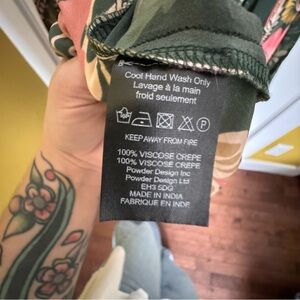 Cool Hand Wash Only
Lavage à la main
froid seulement
P
KEEP AWAY FROM FIRE
100% VISCOSE CREPE
100% VISCOSE CREPE
Powder Design Inc
Powder Design Ltd
EH3 5DG
MADE IN INDIA
FABRIQUE EN INDE